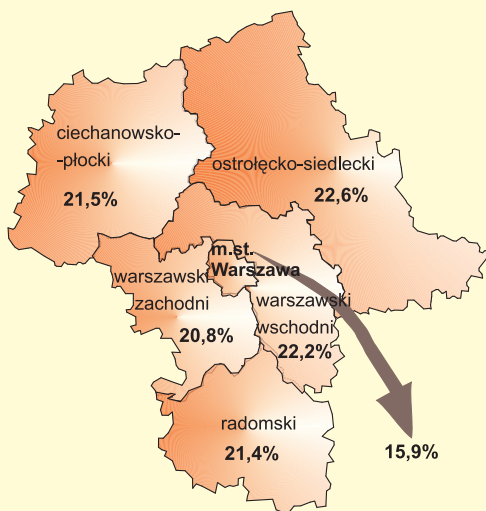 ciechanowsko-
-płocki
21,5%
ostrołęcko-siedlecki
22,6%
m.st.
Warszawa
warszawski
zachodni
20,8%
warszawski
wschodni
22,2%
radomski
21,4%
15,9%